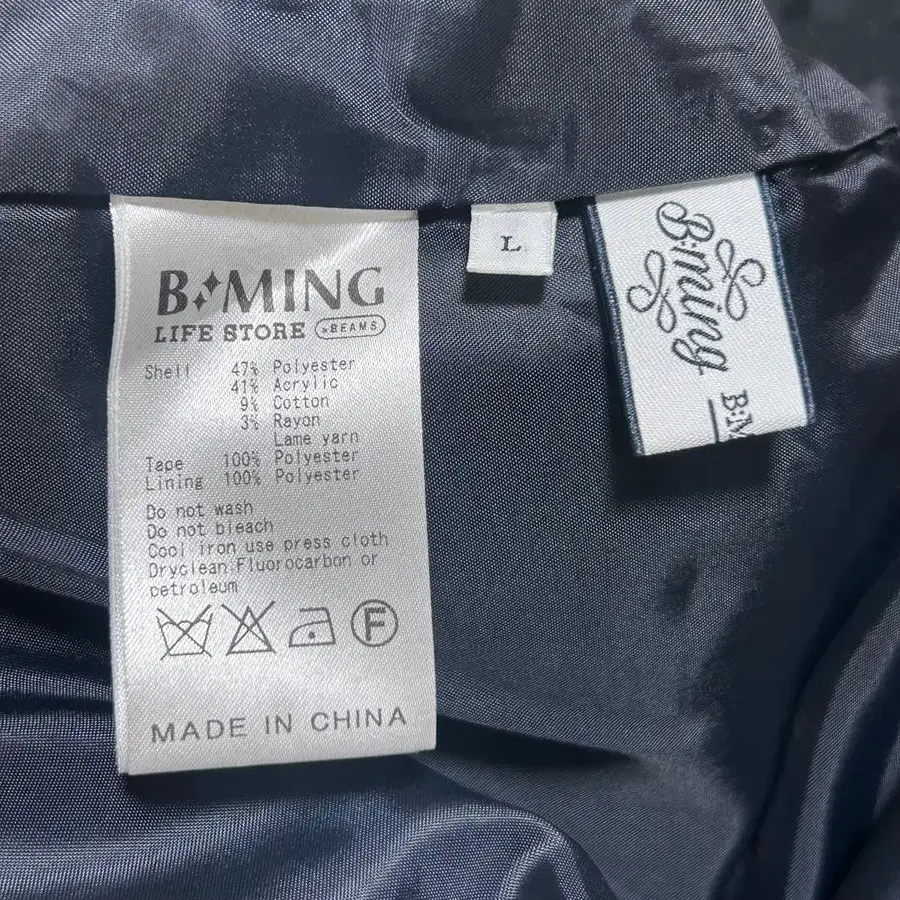 B MING
LIFE STORE by BEAMS
Shell 47% Polyester
41% Acrylic
9% Cotton
3% Rayon
Lame yarn
Tape 100% Polyester
Lining 100% Polyester
Do not wash
Do not bleach
Cool iron use press cloth
Dryclean:Fluorocarbon or
petroleum
F
MADE IN CHINA
L
B:ming
B:M